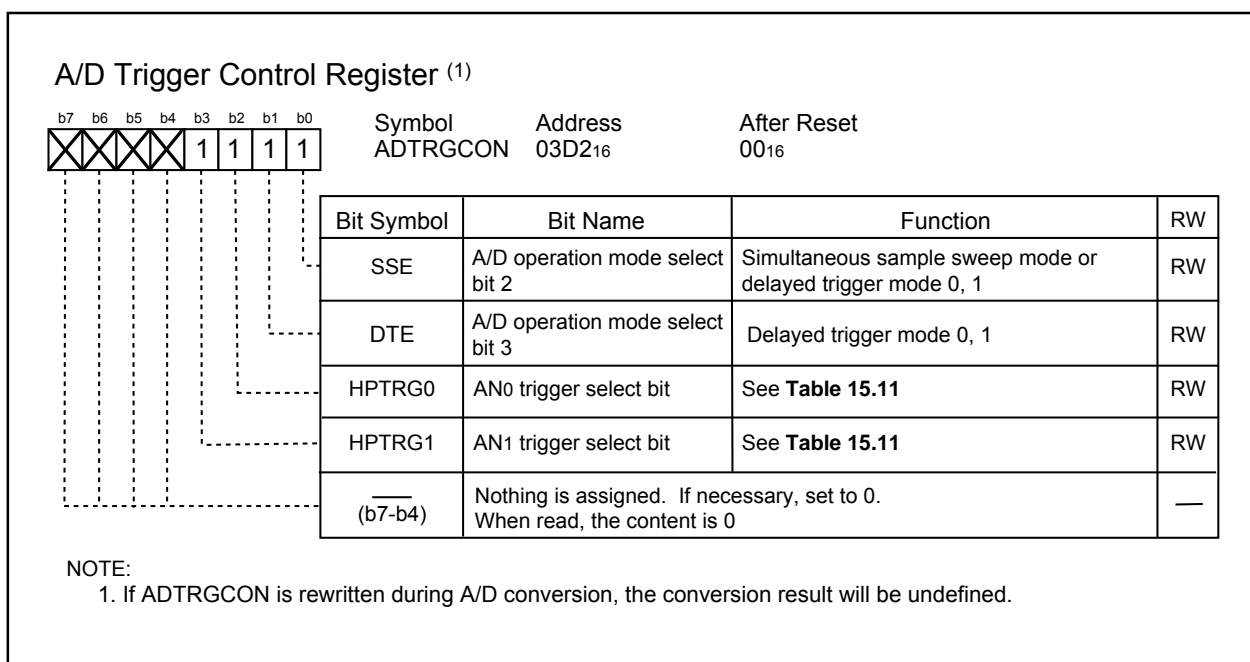 A/D Trigger Control Register (1)
b7 b6 b5 b4 b3 b2 b1 b0
1 1 1 1
Symbol Address After Reset
ADTRGCON 03D216 0016
Bit Symbol Bit Name Function RW
SSE A/D operation mode select bit 2 Simultaneous sample sweep mode or delayed trigger mode 0, 1 RW
DTE A/D operation mode select bit 3 Delayed trigger mode 0, 1 RW
HPTRG0 AN0 trigger select bit See Table 15.11 RW
HPTRG1 AN1 trigger select bit See Table 15.11 RW
— (b7-b4) Nothing is assigned. If necessary, set to 0. When read, the content is 0 —
NOTE:
1. If ADTRGCON is rewritten during A/D conversion, the conversion result will be undefined.